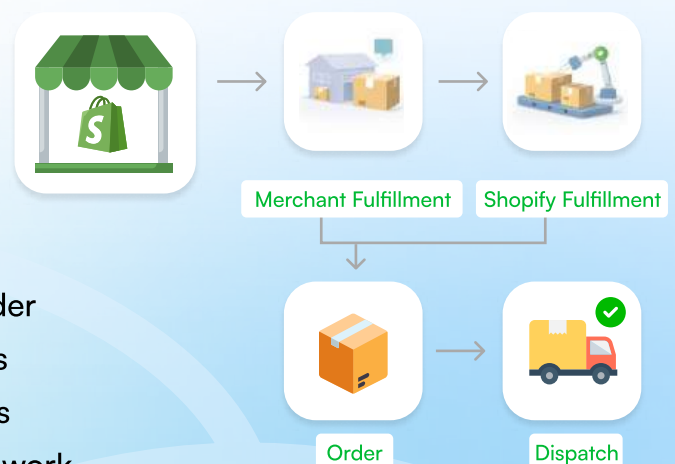 S
Merchant Fulfillment
Shopify Fulfillment
der
s
s
work
Order
Dispatch